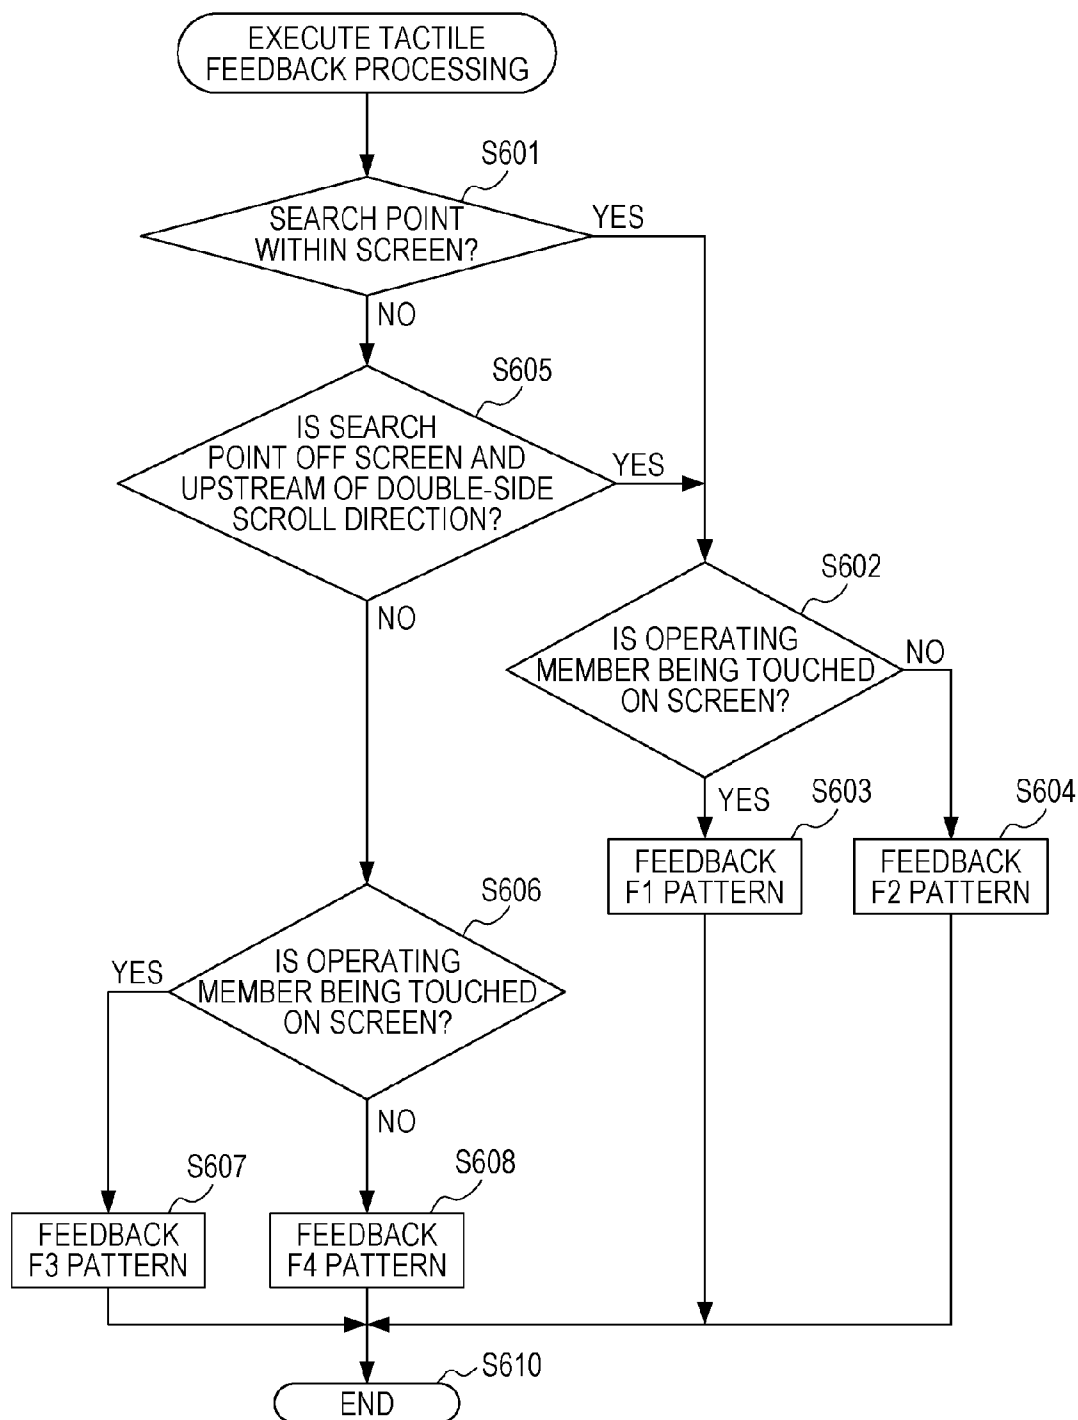 EXECUTE TACTILE
FEEDBACK PROCESSING
S601
SEARCH POINT
WITHIN SCREEN?
YES
NO
S605
IS SEARCH
POINT OFF SCREEN AND
UPSTREAM OF DOUBLE-SIDE
SCROLL DIRECTION?
YES
NO
S602
IS OPERATING
MEMBER BEING TOUCHED
ON SCREEN?
NO
YES
S603
FEEDBACK
F1 PATTERN
S604
FEEDBACK
F2 PATTERN
S606
IS OPERATING
MEMBER BEING TOUCHED
ON SCREEN?
YES
NO
S607
FEEDBACK
F3 PATTERN
S608
FEEDBACK
F4 PATTERN
S610
END